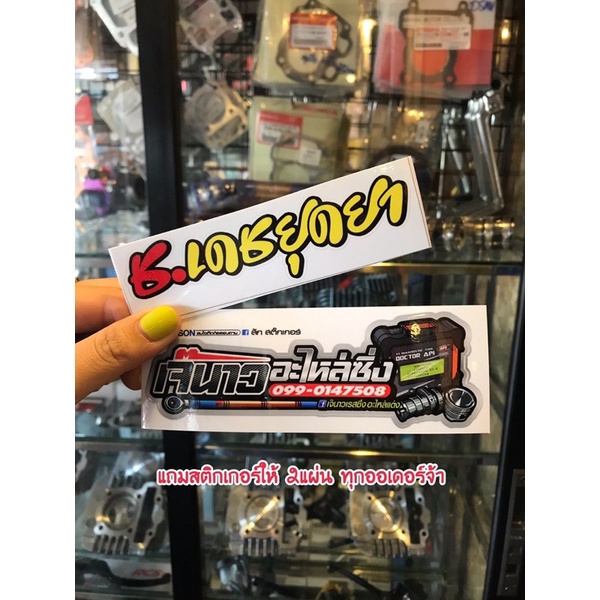 ช.เดชยุดยา
SON
f ลีก สติ๊กเกอร์
เจ๊นาว อะไหล่ซิ่ง
099-0147508
f เจ๊นาวเรสซิ่ง อะไหล่แต่ง
DOCTOR API
แถมสติกเกอร์ให้ 2แผ่น ทุกออเดอร์จ้า